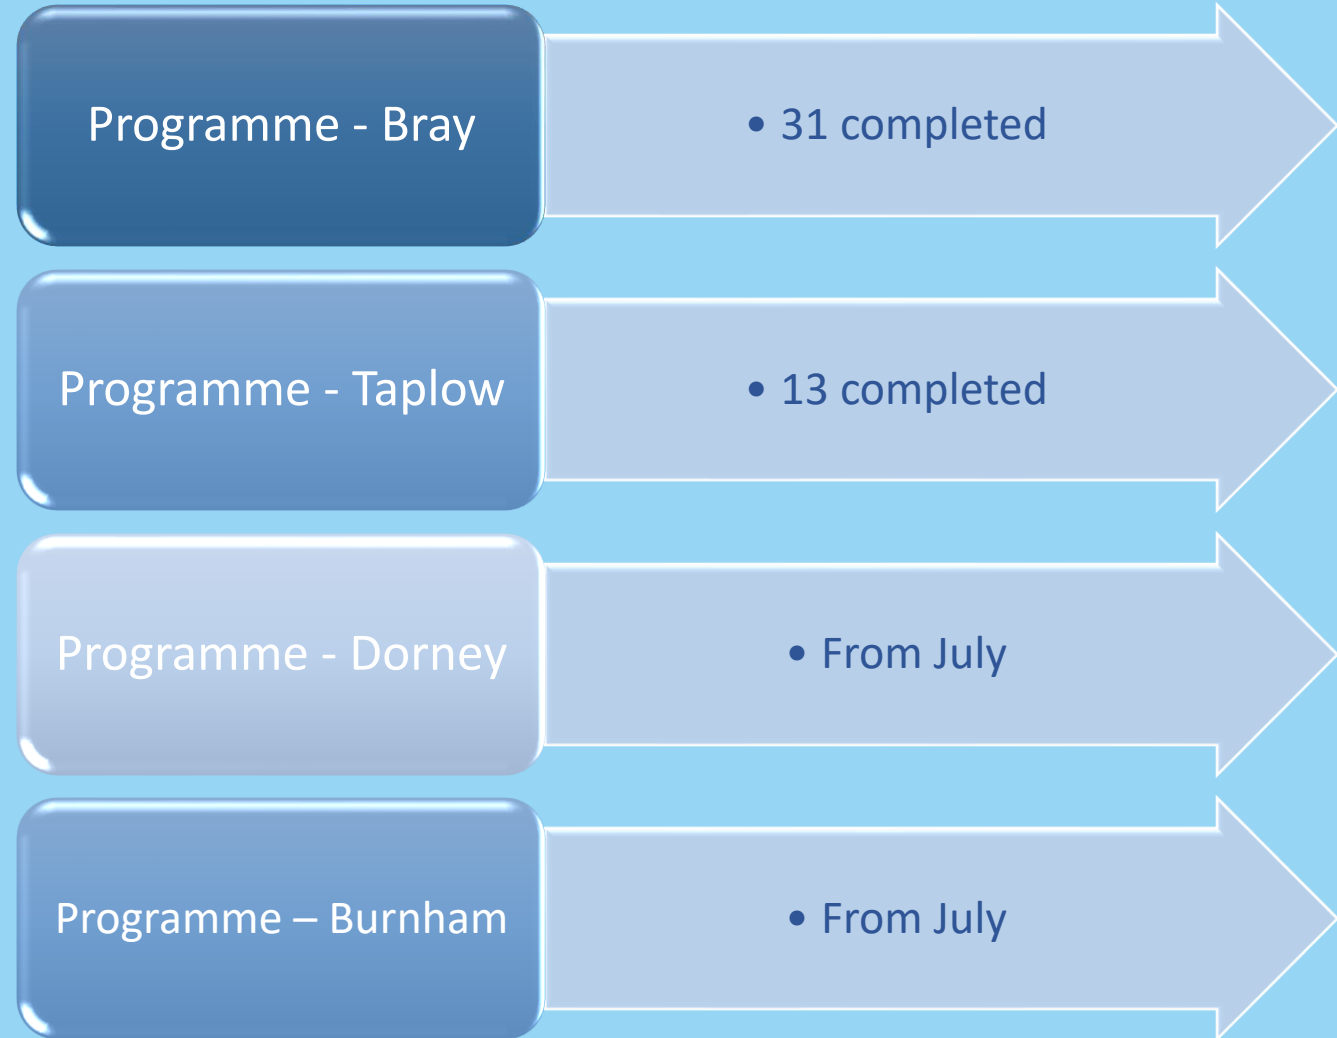 Programme - Bray
• 31 completed
Programme - Taplow
• 13 completed
Programme - Dorney
• From July
Programme – Burnham
• From July